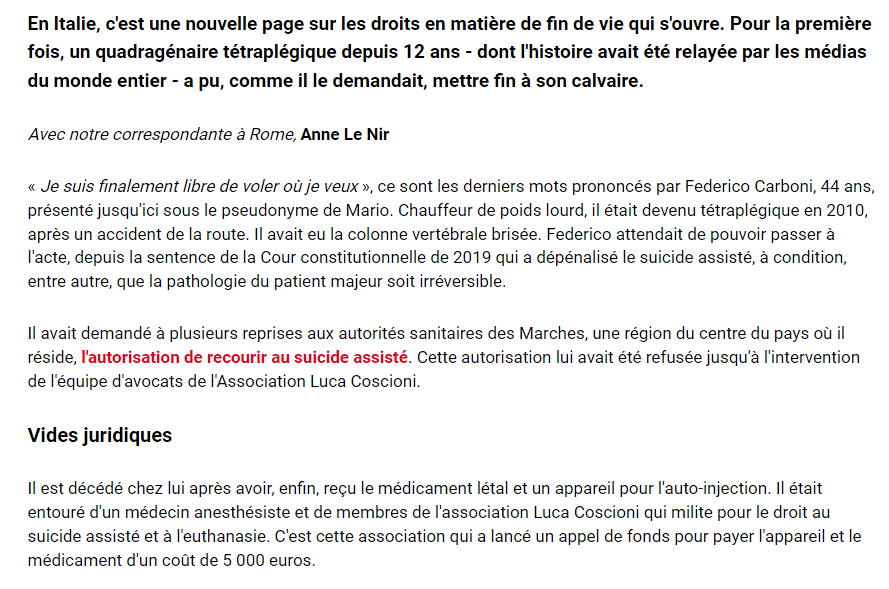 En Italie, c'est une nouvelle page sur les droits en matière de fin de vie qui s'ouvre. Pour la première
fois, un quadragénaire tétraplégique depuis 12 ans - dont l'histoire avait été relayée par les médias
du monde entier - a pu, comme il le demandait, mettre fin à son calvaire.
Avec notre correspondante à Rome, Anne Le Nir
« Je suis finalement libre de voler où je veux », ce sont les derniers mots prononcés par Federico Carboni, 44 ans,
présenté jusqu'ici sous le pseudonyme de Mario. Chauffeur de poids lourd, il était devenu tétraplégique en 2010,
après un accident de la route. Il avait eu la colonne vertébrale brisée. Federico attendait de pouvoir passer à
l'acte, depuis la sentence de la Cour constitutionnelle de 2019 qui a dépénalisé le suicide assisté, à condition,
entre autre, que la pathologie du patient majeur soit irréversible.
Il avait demandé à plusieurs reprises aux autorités sanitaires des Marches, une région du centre du pays où il
réside, l'autorisation de recourir au suicide assisté. Cette autorisation lui avait été refusée jusqu'à l'intervention
de l'équipe d'avocats de l'Association Luca Coscioni.
Vides juridiques
Il est décédé chez lui après avoir, enfin, reçu le médicament létal et un appareil pour l'auto-injection. Il était
entouré d'un médecin anesthésiste et de membres de l'association Luca Coscioni qui milite pour le droit au
suicide assisté et à l'euthanasie. C'est cette association qui a lancé un appel de fonds pour payer l'appareil et le
médicament d'un coût de 5 000 euros.